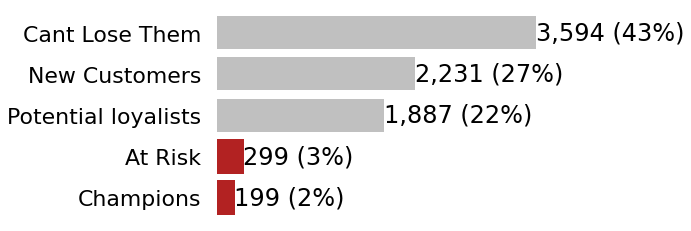 Cant Lose Them 3,594 (43%)
New Customers 2,231 (27%)
Potential loyalists 1,887 (22%)
At Risk 299 (3%)
Champions 199 (2%)